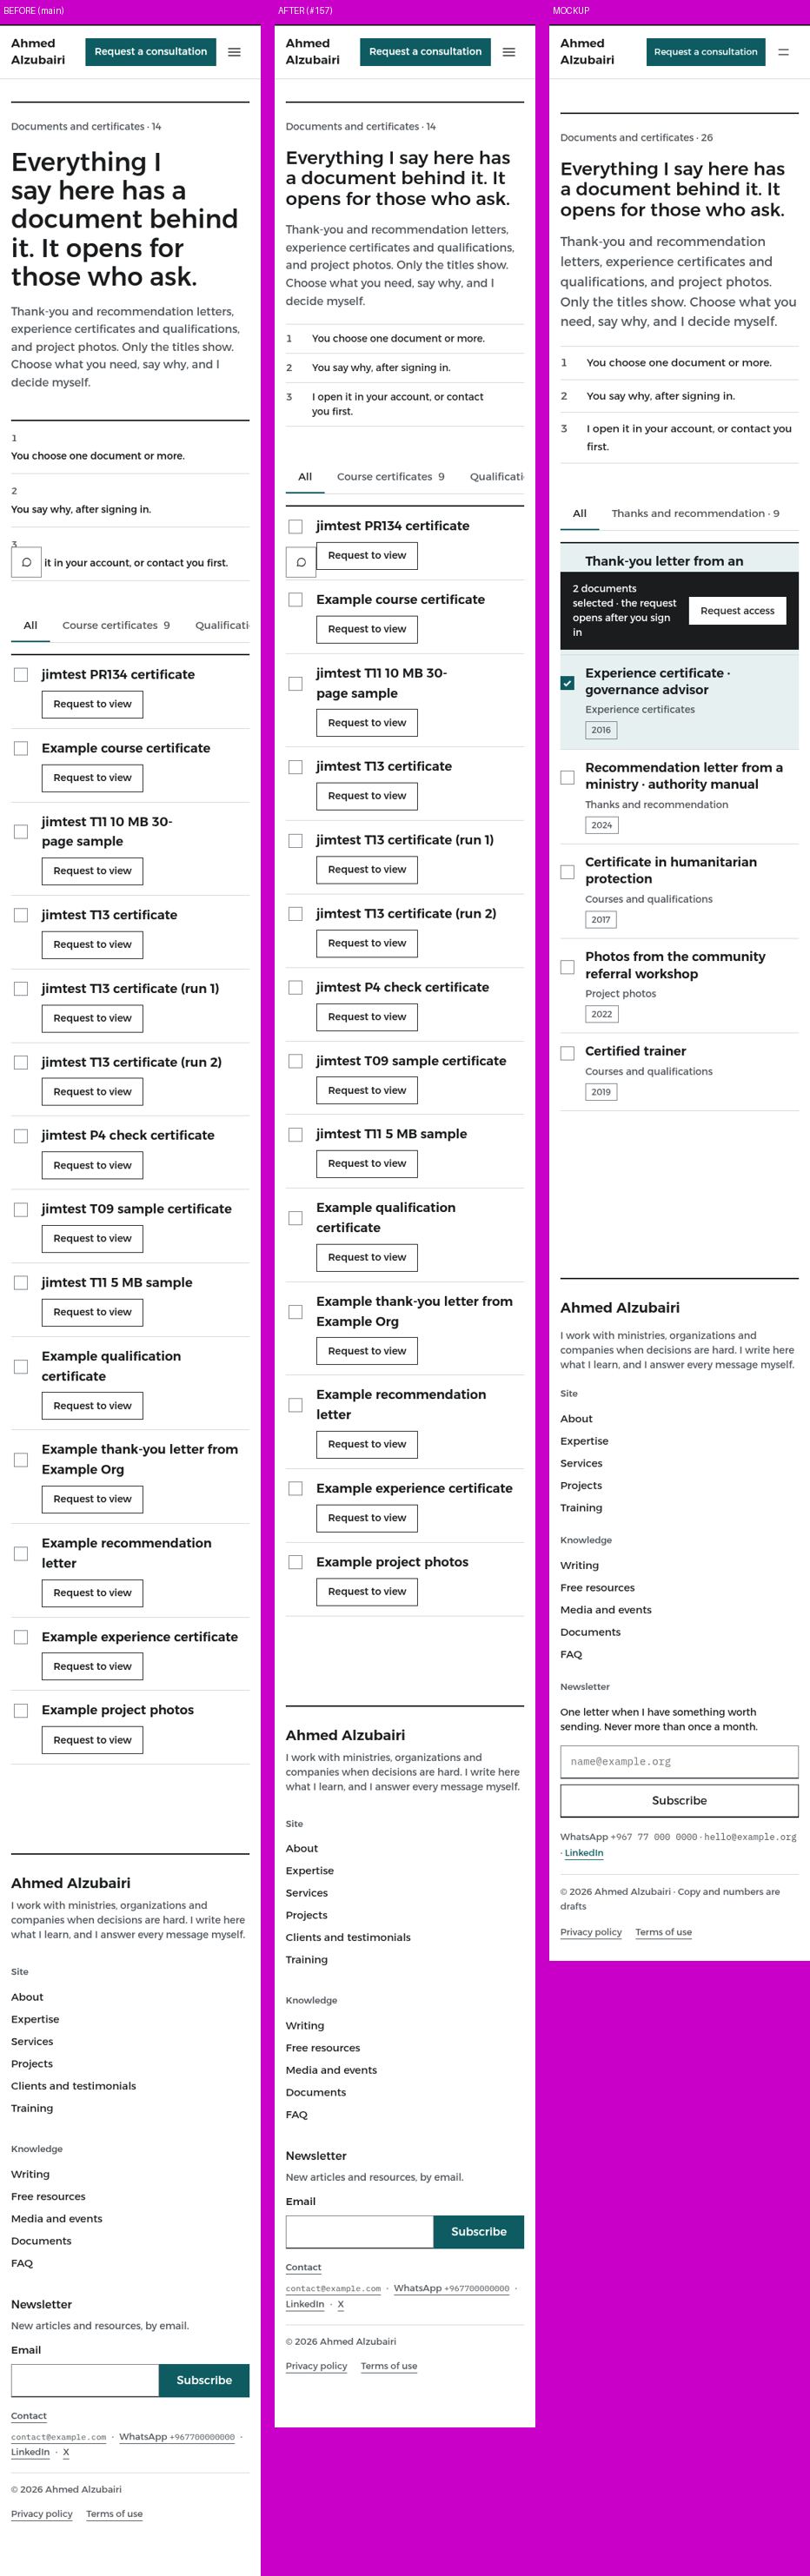 BEFORE (main)
Ahmed
Alzubairi
Request a consultation
Documents and certificates · 14
Everything I
say here has a
document behind
it. It opens for
those who ask.
Thank-you and recommendation letters,
experience certificates and qualifications,
and project photos. Only the titles show.
Choose what you need, say why, and I
decide myself.
1
You choose one document or more.
2
You say why, after signing in.
3
it in your account, or contact you first.
All
Course certificates 9
Qualificati
jimtest PR134 certificate
Request to view
Example course certificate
Request to view
jimtest T11 10 MB 30-
page sample
Request to view
jimtest T13 certificate
Request to view
jimtest T13 certificate (run 1)
Request to view
jimtest T13 certificate (run 2)
Request to view
jimtest P4 check certificate
Request to view
jimtest T09 sample certificate
Request to view
jimtest T11 5 MB sample
Request to view
Example qualification
certificate
Request to view
Example thank-you letter from
Example Org
Request to view
Example recommendation
letter
Request to view
Example experience certificate
Request to view
Example project photos
Request to view
Ahmed Alzubairi
I work with ministries, organizations and
companies when decisions are hard. I write here
what I learn, and I answer every message myself.
Site
About
Expertise
Services
Projects
Clients and testimonials
Training
Knowledge
Writing
Free resources
Media and events
Documents
FAQ
Newsletter
New articles and resources, by email.
Email
Subscribe
Contact
contact@example.com · WhatsApp +967700000000 ·
LinkedIn · X
© 2026 Ahmed Alzubairi
Privacy policy
Terms of use
AFTER (#157)
Ahmed
Alzubairi
Request a consultation
Documents and certificates · 14
Everything I say here has
a document behind it. It
opens for those who ask.
Thank-you and recommendation letters,
experience certificates and qualifications,
and project photos. Only the titles show.
Choose what you need, say why, and I
decide myself.
1
You choose one document or more.
2
You say why, after signing in.
3
I open it in your account, or contact
you first.
All
Course certificates 9
Qualificati
jimtest PR134 certificate
Request to view
Example course certificate
Request to view
jimtest T11 10 MB 30-
page sample
Request to view
jimtest T13 certificate
Request to view
jimtest T13 certificate (run 1)
Request to view
jimtest T13 certificate (run 2)
Request to view
jimtest P4 check certificate
Request to view
jimtest T09 sample certificate
Request to view
jimtest T11 5 MB sample
Request to view
Example qualification
certificate
Request to view
Example thank-you letter from
Example Org
Request to view
Example recommendation
letter
Request to view
Example experience certificate
Request to view
Example project photos
Request to view
Ahmed Alzubairi
I work with ministries, organizations and
companies when decisions are hard. I write here
what I learn, and I answer every message myself.
Site
About
Expertise
Services
Projects
Clients and testimonials
Training
Knowledge
Writing
Free resources
Media and events
Documents
FAQ
Newsletter
New articles and resources, by email.
Email
Subscribe
Contact
contact@example.com · WhatsApp +967700000000 ·
LinkedIn · X
© 2026 Ahmed Alzubairi
Privacy policy
Terms of use
MOCKUP
Ahmed
Alzubairi
Request a consultation
Documents and certificates · 26
Everything I say here has
a document behind it. It
opens for those who ask.
Thank-you and recommendation
letters, experience certificates and
qualifications, and project photos.
Only the titles show. Choose what you
need, say why, and I decide myself.
1
You choose one document or more.
2
You say why, after signing in.
3
I open it in your account, or contact you
first.
All
Thanks and recommendation · 9
Thank-you letter from an
2 documents
selected · the request
opens after you sign
in
Request access
Experience certificate ·
governance advisor
Experience certificates
2016
Recommendation letter from a
ministry · authority manual
Thanks and recommendation
2024
Certificate in humanitarian
protection
Courses and qualifications
2017
Photos from the community
referral workshop
Project photos
2022
Certified trainer
Courses and qualifications
2019
Ahmed Alzubairi
I work with ministries, organizations and
companies when decisions are hard. I write here
what I learn, and I answer every message myself.
Site
About
Expertise
Services
Projects
Training
Knowledge
Writing
Free resources
Media and events
Documents
FAQ
Newsletter
One letter when I have something worth
sending. Never more than once a month.
name@example.org
Subscribe
WhatsApp +967 77 000 0000 · hello@example.org
· LinkedIn
© 2026 Ahmed Alzubairi · Copy and numbers are
drafts
Privacy policy
Terms of use